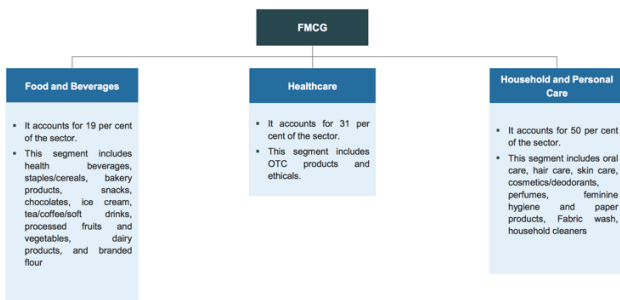 FMCG
Food and Beverages
▪ It accounts for 19 per cent
of the sector.
▪ This segment includes
health beverages,
staples/cereals, bakery
products, snacks,
chocolates, ice cream,
tea/coffee/soft drinks,
processed fruits and
vegetables, dairy
products, and branded
flour
Healthcare
▪ It accounts for 31 per
cent of the sector.
▪ This segment includes
OTC products and
ethicals.
Household and Personal
Care
▪ It accounts for 50 per cent
of the sector.
▪ This segment includes oral
care, hair care, skin care,
cosmetics/deodorants,
perfumes, feminine
hygiene and paper
products, Fabric wash,
household cleaners